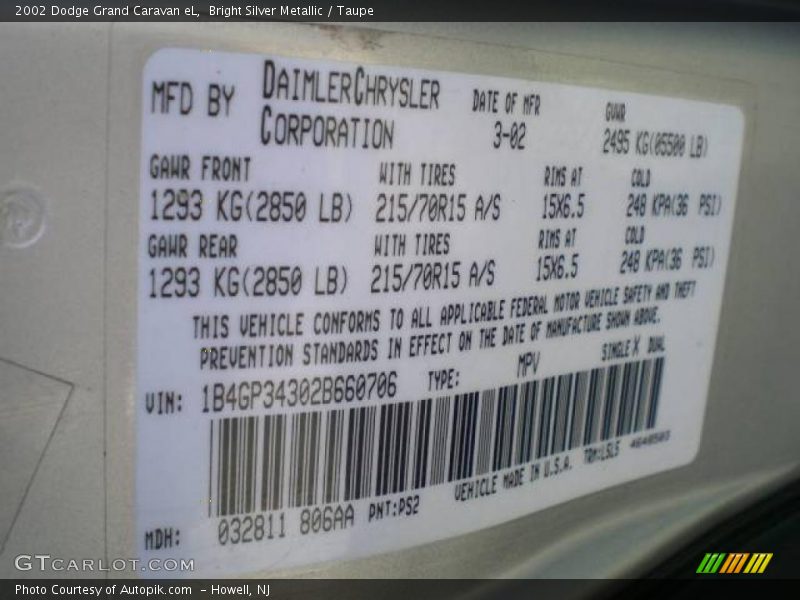 2002 Dodge Grand Caravan eL,  Bright Silver Metallic / Taupe
MFD BY DAIMLERCHRYSLER CORPORATION DATE OF MFR 3-02 GVWR 2495 KG(05500 LB)
GAWR FRONT WITH TIRES RIMS AT COLD
1293 KG(2850 LB) 215/70R15 A/S 15X6.5 248 KPA(36 PSI)
GAWR REAR WITH TIRES RIMS AT COLD
1293 KG(2850 LB) 215/70R15 A/S 15X6.5 248 KPA(36 PSI)
THIS VEHICLE CONFORMS TO ALL APPLICABLE FEDERAL MOTOR VEHICLE SAFETY AND THEFT
PREVENTION STANDARDS IN EFFECT ON THE DATE OF MANUFACTURE SHOWN ABOVE.
VIN: 1B4GP34302B660706 TYPE: MPV SINGLE X DUAL
MDH: 032811 806AA PNT:PS2 VEHICLE MADE IN U.S.A. TRM:L5L5
GTCARLOT.COM
Photo Courtesy of Autopik.com  – Howell, NJ